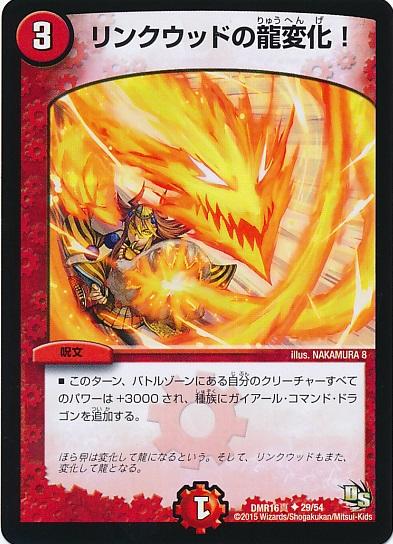 3
りゅうへん げ
リンクウッドの龍変化！
呪文
illus. NAKAMURA 8
■ このターン、バトルゾーンにある自分のクリーチャーすべて
のパワーは +3000 され、種族にガイアール・コマンド・ドラ
ゴンを追加する。
ほら貝は変化して龍になるという。そして、リンクウッドもまた、
変化して龍となる。
1
DS
DMR16真 ◆ 29/54
©2015 Wizards/Shogakukan/Mitsui-Kids